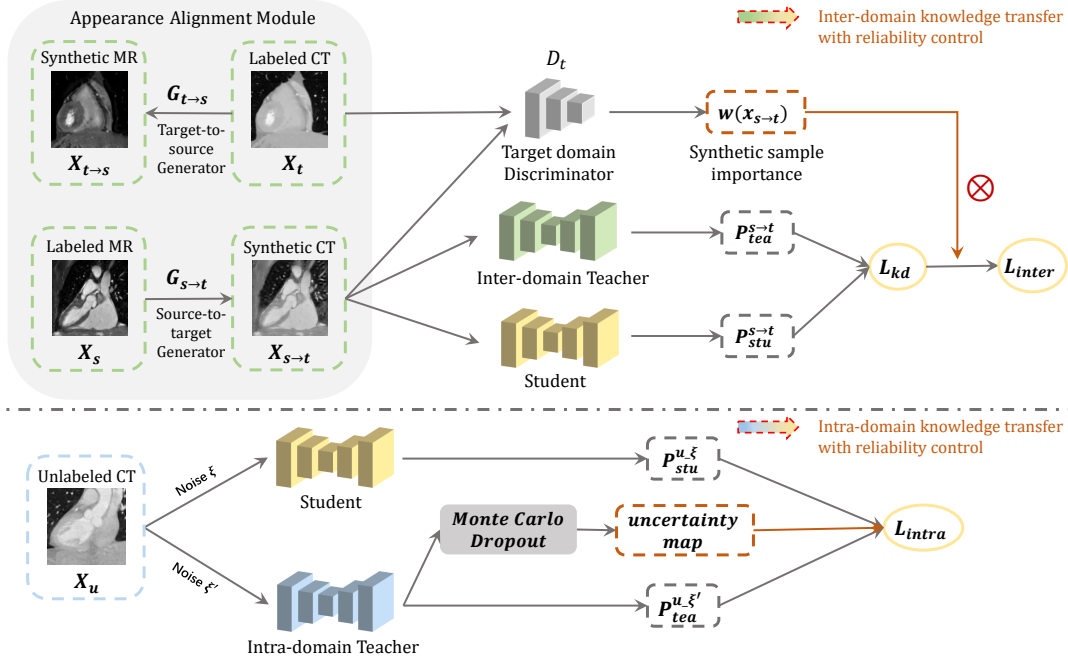 Appearance Alignment Module
Synthetic MR
Labeled CT
G_{t→s}
Target-to-
source
Generator
X_{t→s}
X_t
Labeled MR
Synthetic CT
G_{s→t}
Source-to-
target
Generator
X_s
X_{s→t}
D_t
Target domain
Discriminator
w(x_{s→t})
Synthetic sample
importance
Inter-domain knowledge transfer
with reliability control
⊗
Inter-domain Teacher
P_{tea}^{s→t}
L_{kd}
L_{inter}
Student
P_{stu}^{s→t}
Intra-domain knowledge transfer
with reliability control
Unlabeled CT
X_u
Noise ξ
Noise ξ′
Student
P_{stu}^{u_ξ}
Monte Carlo
Dropout
uncertainty
map
L_{intra}
Intra-domain Teacher
P_{tea}^{u_ξ′}